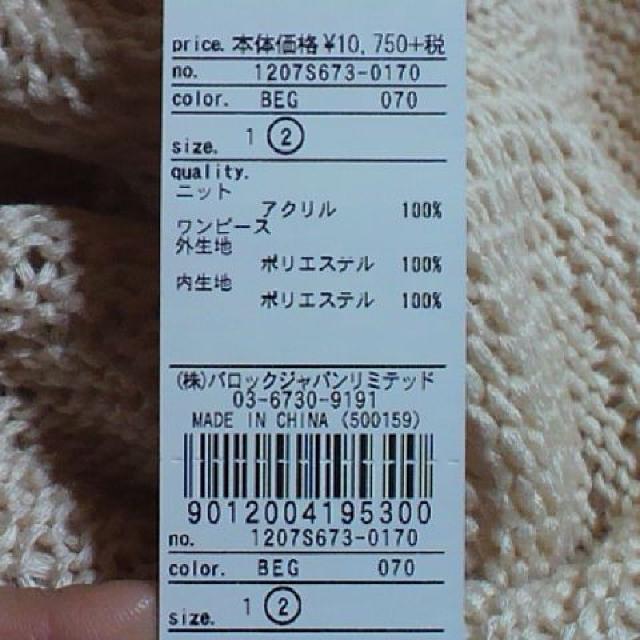 price. 本体価格¥10,750+税
no. 1207S673-0170
color. BEG 070
size. 1 ②
quality.
ニット
アクリル 100%
ワンピース
外生地
ポリエステル 100%
内生地
ポリエステル 100%
(株)バロックジャパンリミテッド
03-6730-9191
MADE IN CHINA (500159)
9012004195300
no. 1207S673-0170
color. BEG 070
size. 1 ②